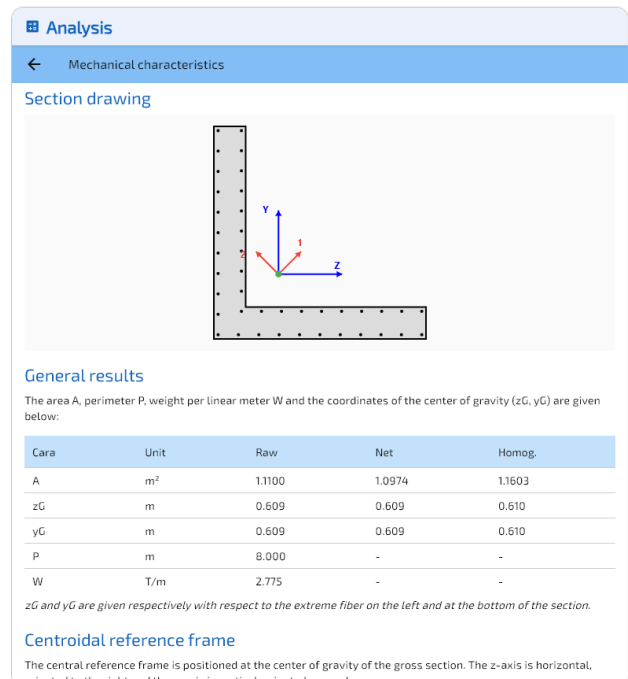 Analysis
Mechanical characteristics
Section drawing
Y
1
2
Z
General results
The area A, perimeter P, weight per linear meter W and the coordinates of the center of gravity (zG, yG) are given
below:
Cara Unit Raw Net Homog.
A m² 1.1100 1.0974 1.1603
zG m 0.609 0.609 0.610
yG m 0.609 0.609 0.610
P m 8.000 - -
W T/m 2.775 - -
zG and yG are given respectively with respect to the extreme fiber on the left and at the bottom of the section.
Centroidal reference frame
The central reference frame is positioned at the center of gravity of the gross section. The z-axis is horizontal,